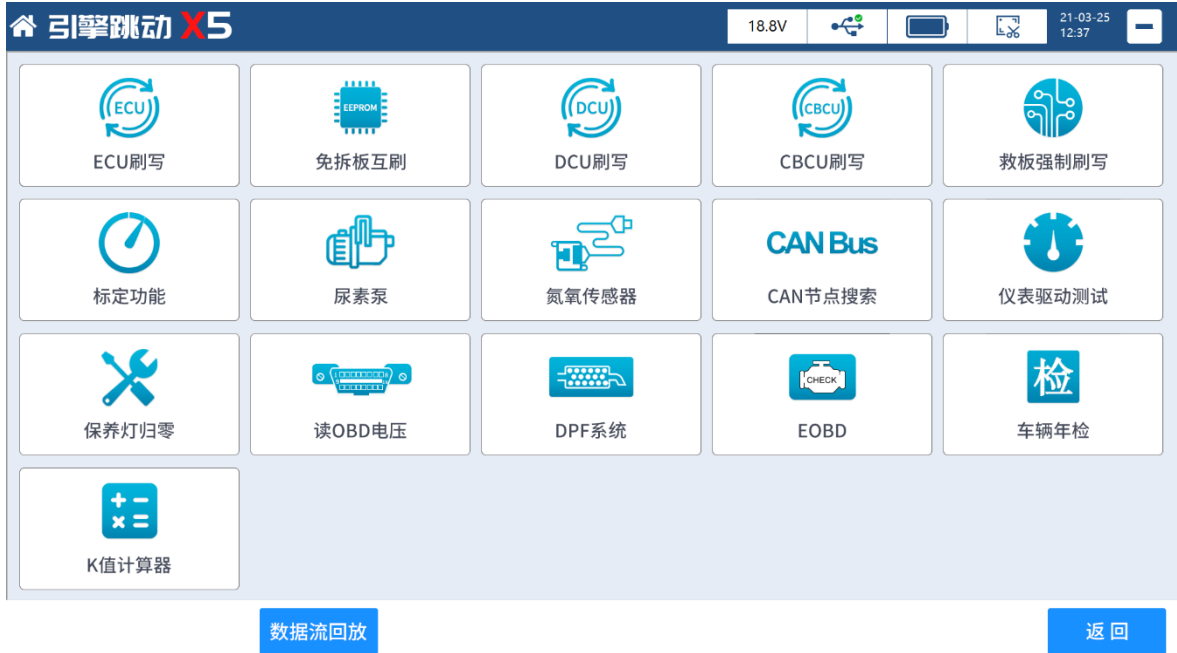 引擎跳动 X5
18.8V
21-03-25
12:37
ECU
EEPROM
DCU
CBCU
ECU刷写
免拆板互刷
DCU刷写
CBCU刷写
救板强制刷写
CAN Bus
标定功能
尿素泵
氮氧传感器
CAN节点搜索
仪表驱动测试
CHECK
检
保养灯归零
读OBD电压
DPF系统
EOBD
车辆年检
K值计算器
数据流回放
返回